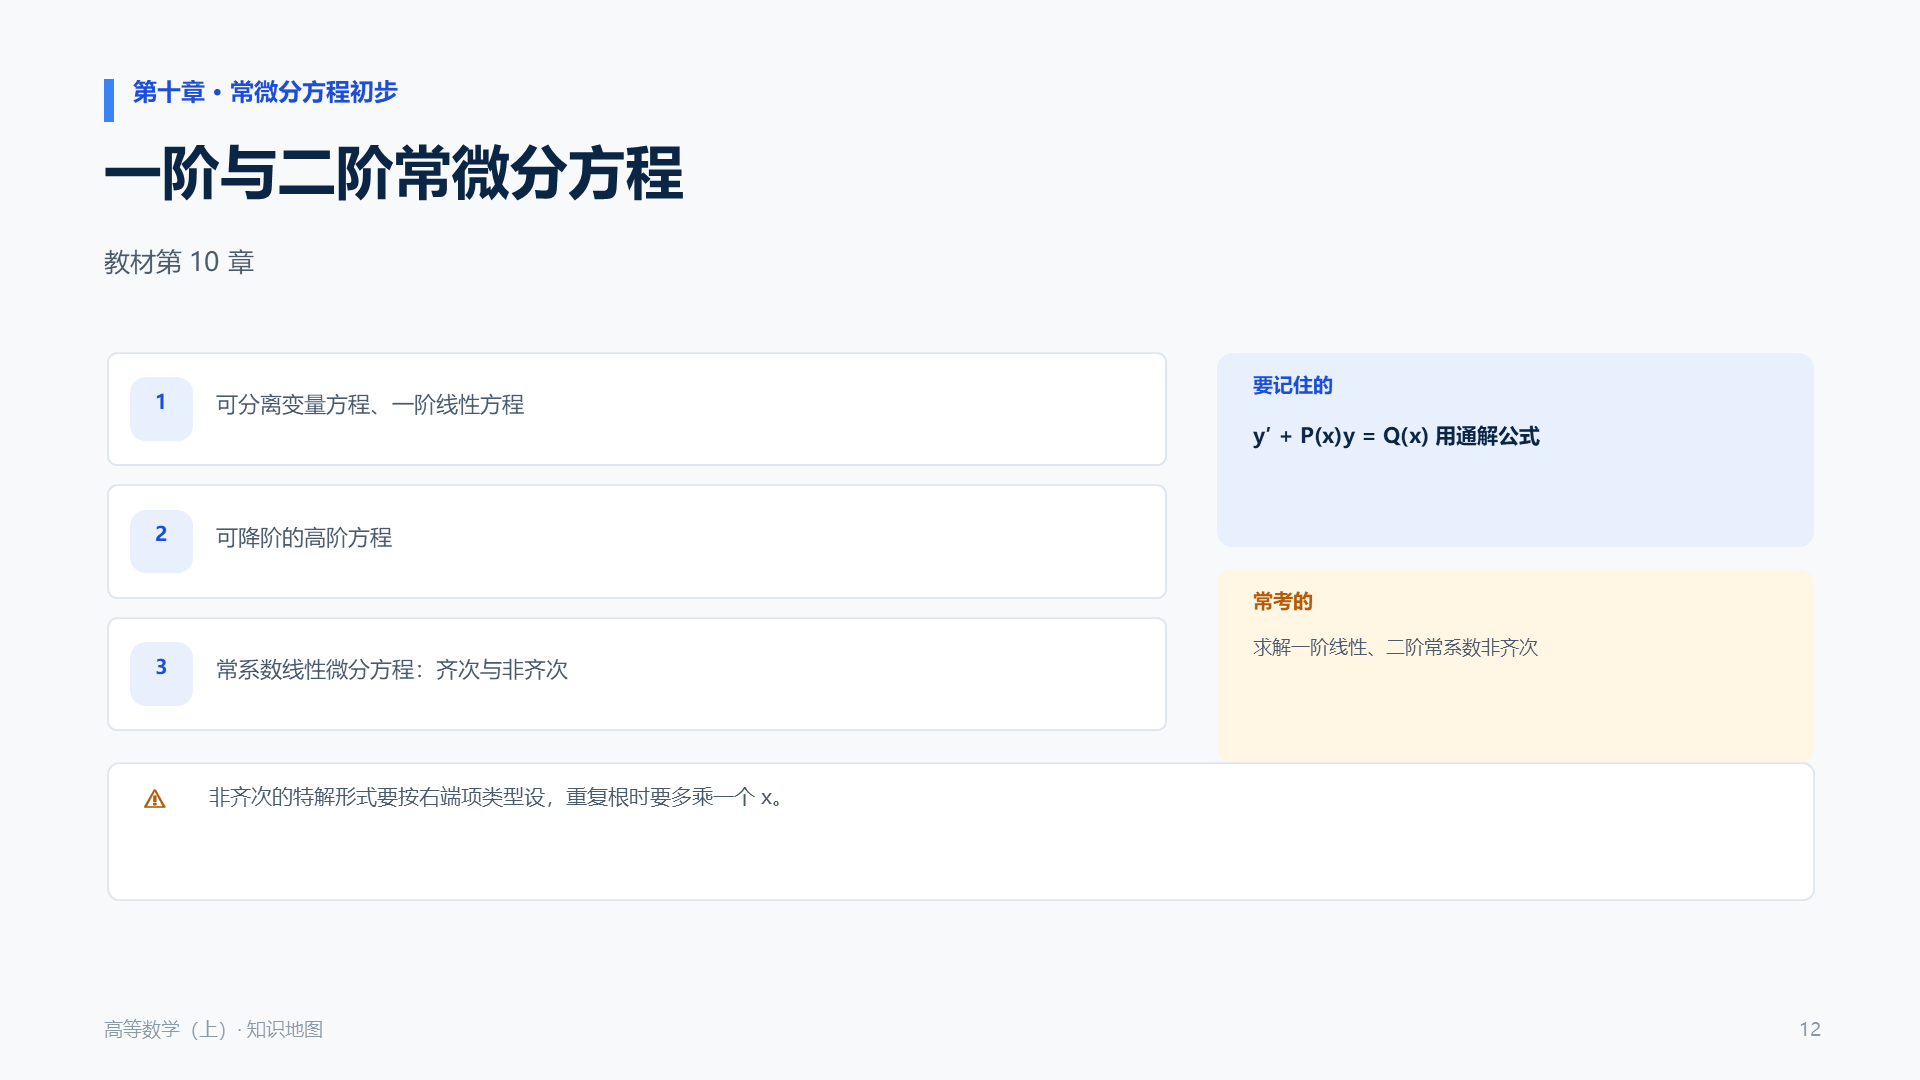 第十章 • 常微分方程初步
一阶与二阶常微分方程
教材第 10 章
1
可分离变量方程、一阶线性方程
2
可降阶的高阶方程
3
常系数线性微分方程：齐次与非齐次
要记住的
y′ + P(x)y = Q(x) 用通解公式
常考的
求解一阶线性、二阶常系数非齐次
⚠ 非齐次的特解形式要按右端项类型设，重复根时要多乘一个 x。
高等数学（上）· 知识地图
12